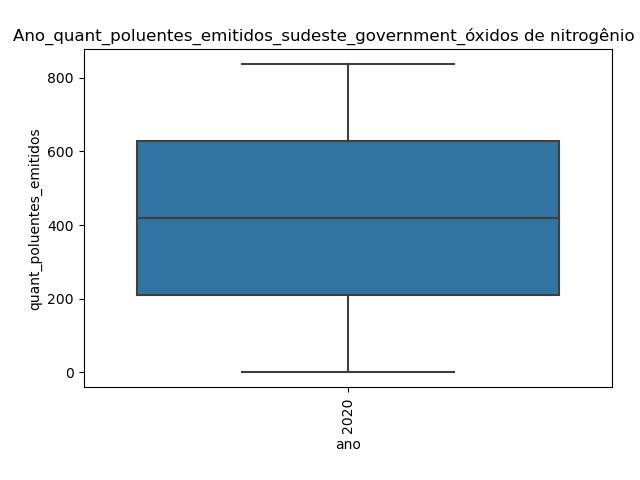 Ano_quant_poluentes_emitidos_sudeste_government_óxidos de nitrogênio
quant_poluentes_emitidos
800
600
400
200
0
2020
ano